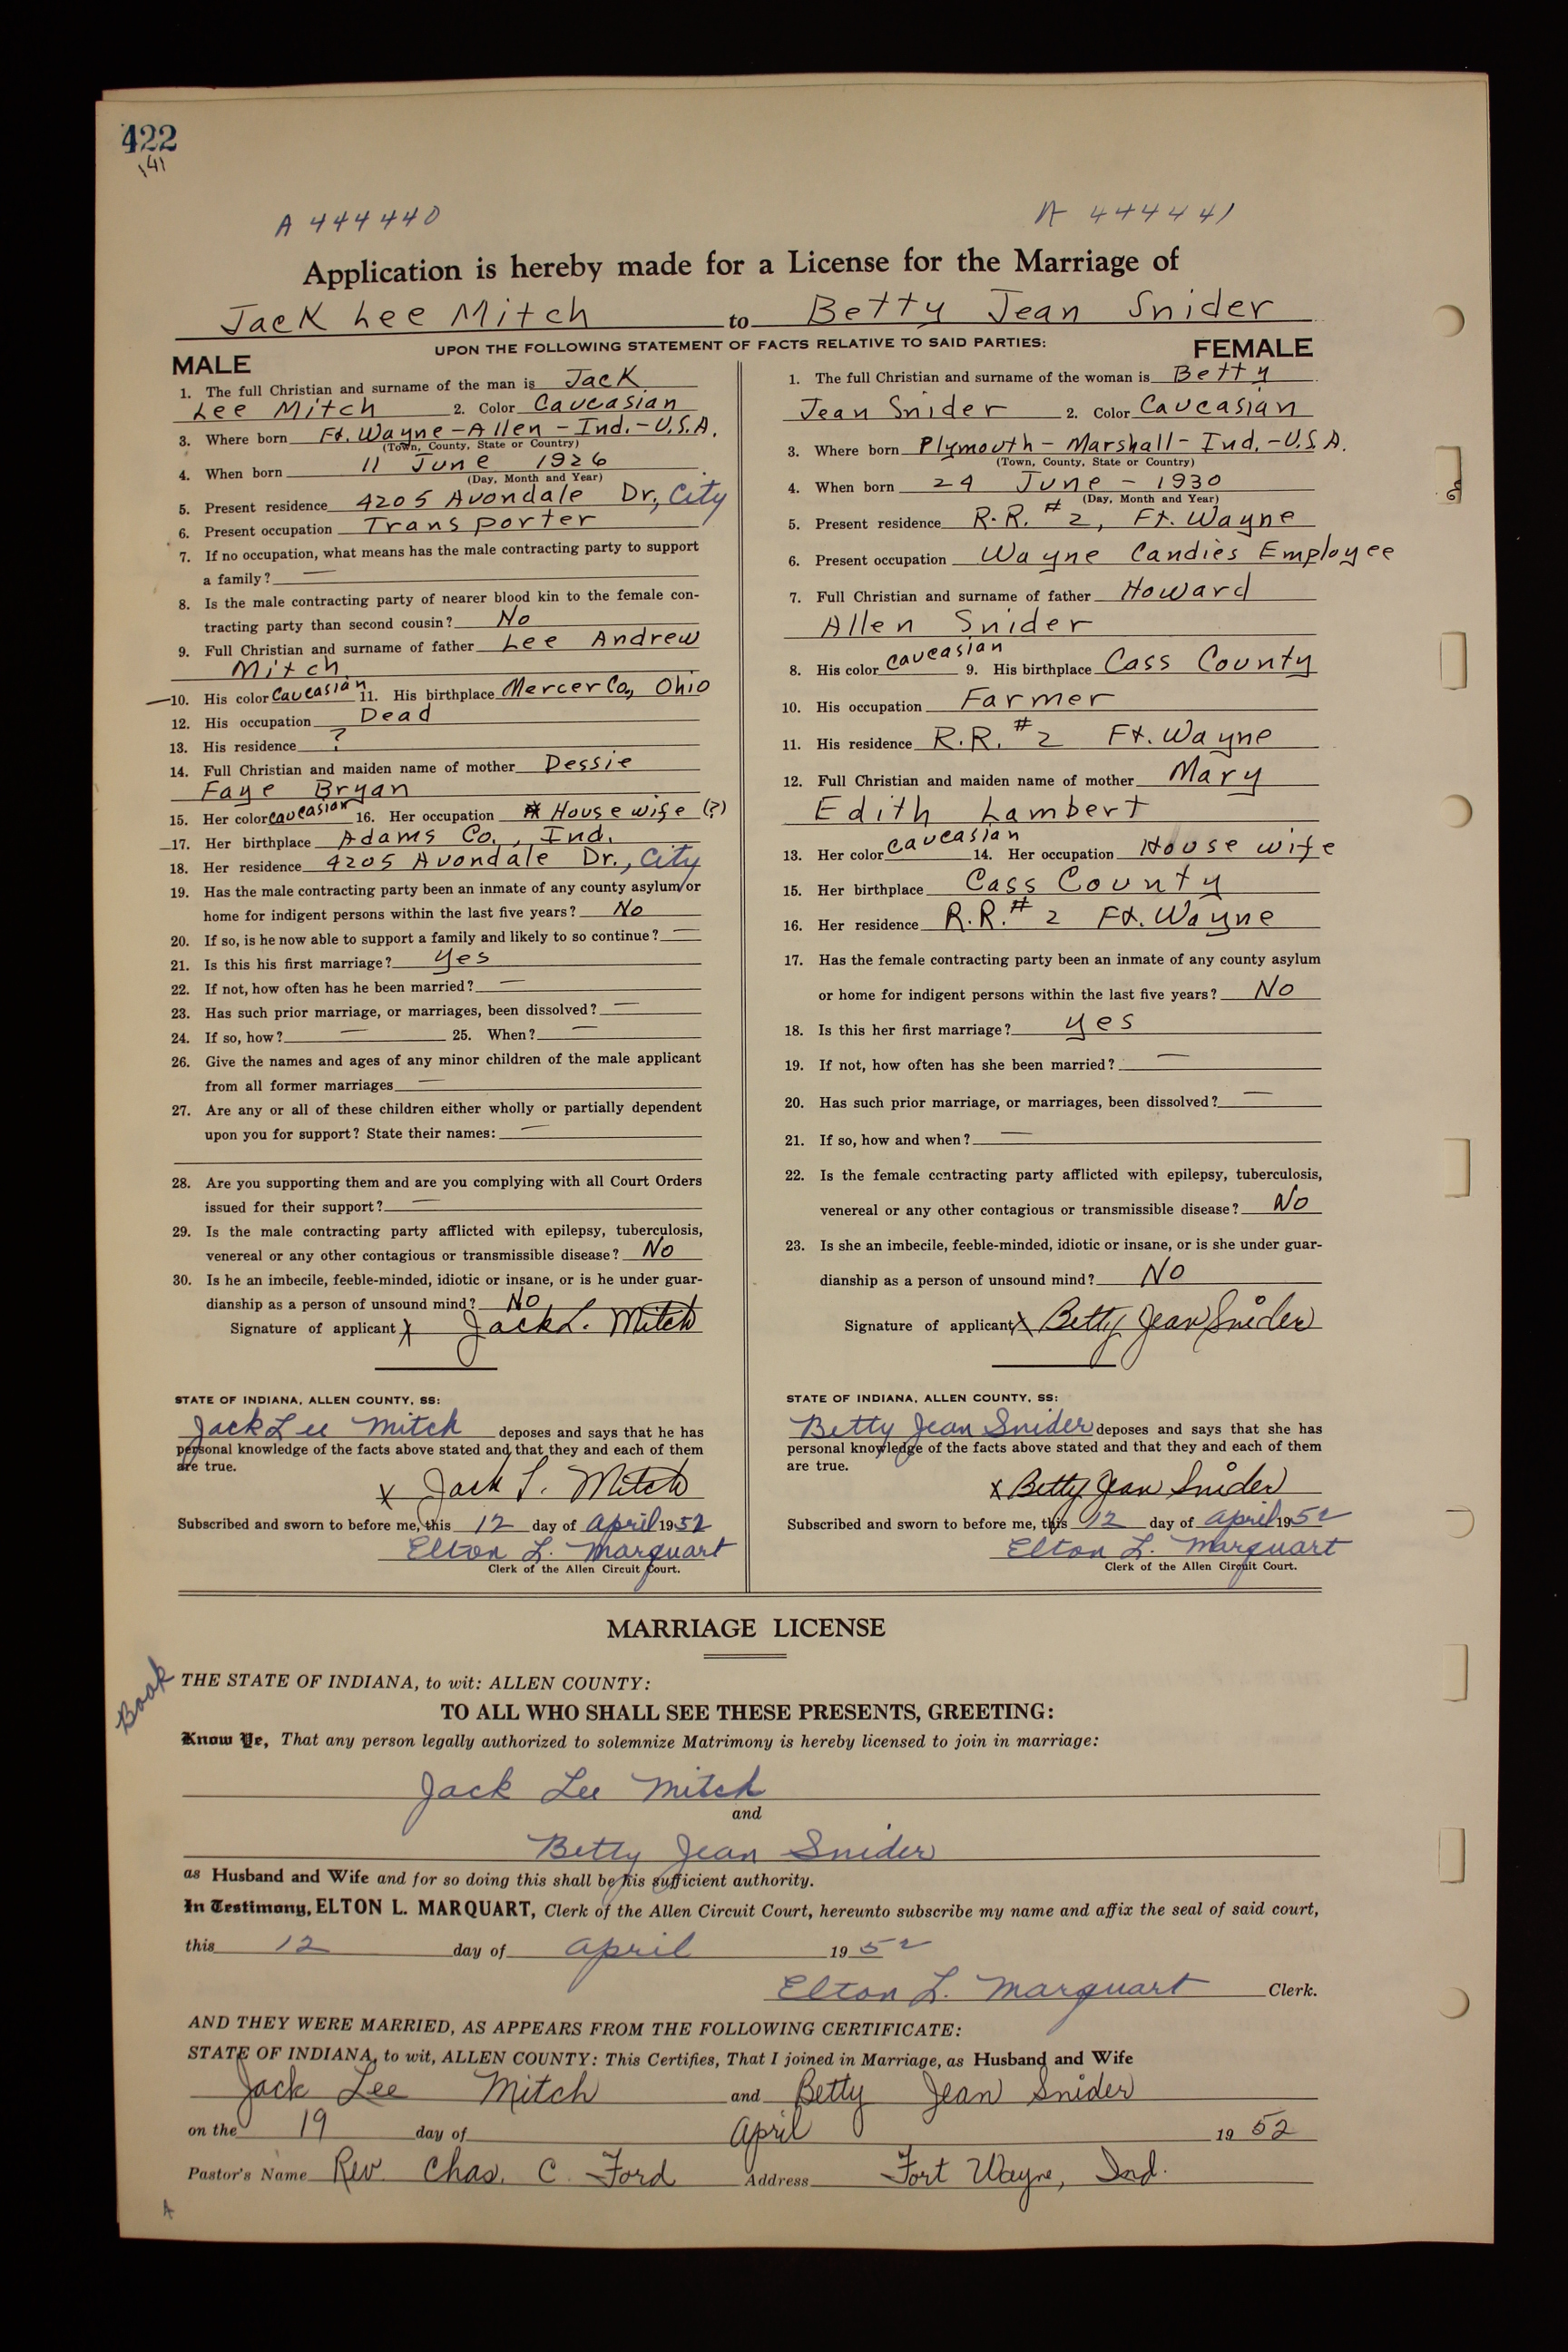 422
141
A 444440
A 444441
Application is hereby made for a License for the Marriage of
Jack Lee Mitch to Betty Jean Snider
UPON THE FOLLOWING STATEMENT OF FACTS RELATIVE TO SAID PARTIES:
MALE
1. The full Christian and surname of the man is Jack
Lee Mitch 2. Color Caucasian
3. Where born Ft. Wayne - Allen - Ind. - U.S.A.
(Town, County, State or Country)
4. When born 11 June 1926
(Day, Month and Year)
5. Present residence 4205 Avondale Dr, City
6. Present occupation Transporter
7. If no occupation, what means has the male contracting party to support
a family? —
8. Is the male contracting party of nearer blood kin to the female con-
tracting party than second cousin? No
9. Full Christian and surname of father Lee Andrew
Mitch
10. His color Caucasian 11. His birthplace Mercer Co, Ohio
12. His occupation Dead
13. His residence ?
14. Full Christian and maiden name of mother Dessie
Faye Bryan
15. Her color caucasian 16. Her occupation Housewife (?)
17. Her birthplace Adams Co., Ind.
18. Her residence 4205 Avondale Dr., City
19. Has the male contracting party been an inmate of any county asylum or
home for indigent persons within the last five years? No
20. If so, is he now able to support a family and likely to so continue? —
21. Is this his first marriage? yes
22. If not, how often has he been married? —
23. Has such prior marriage, or marriages, been dissolved? —
24. If so, how? — 25. When? —
26. Give the names and ages of any minor children of the male applicant
from all former marriages —
27. Are any or all of these children either wholly or partially dependent
upon you for support? State their names: —
28. Are you supporting them and are you complying with all Court Orders
issued for their support? —
29. Is the male contracting party afflicted with epilepsy, tuberculosis,
venereal or any other contagious or transmissible disease? No
30. Is he an imbecile, feeble-minded, idiotic or insane, or is he under guar-
dianship as a person of unsound mind? No
Signature of applicant x Jack L. Mitch
STATE OF INDIANA, ALLEN COUNTY, SS:
Jack Lee Mitch deposes and says that he has
personal knowledge of the facts above stated and that they and each of them
are true.
x Jack L. Mitch
Subscribed and sworn to before me, this 12 day of April 1952
Elton L. Marquart
Clerk of the Allen Circuit Court.
FEMALE
1. The full Christian and surname of the woman is Betty
Jean Snider 2. Color Caucasian
3. Where born Plymouth - Marshall - Ind. - U.S.A.
(Town, County, State or Country)
4. When born 24 June - 1930
(Day, Month and Year)
5. Present residence R.R. #2, Ft. Wayne
6. Present occupation Wayne Candies Employee
7. Full Christian and surname of father Howard
Allen Snider
8. His color caucasian 9. His birthplace Cass County
10. His occupation Farmer
11. His residence R.R. #2 Ft. Wayne
12. Full Christian and maiden name of mother Mary
Edith Lambert
13. Her color caucasian 14. Her occupation House wife
15. Her birthplace Cass County
16. Her residence R.R. #2 Ft. Wayne
17. Has the female contracting party been an inmate of any county asylum
or home for indigent persons within the last five years? No
18. Is this her first marriage? yes
19. If not, how often has she been married? —
20. Has such prior marriage, or marriages, been dissolved? —
21. If so, how and when? —
22. Is the female contracting party afflicted with epilepsy, tuberculosis,
venereal or any other contagious or transmissible disease? No
23. Is she an imbecile, feeble-minded, idiotic or insane, or is she under guar-
dianship as a person of unsound mind? No
Signature of applicant x Betty Jean Snider
STATE OF INDIANA, ALLEN COUNTY, SS:
Betty Jean Snider deposes and says that she has
personal knowledge of the facts above stated and that they and each of them
are true.
x Betty Jean Snider
Subscribed and sworn to before me, this 12 day of April 1952
Elton L. Marquart
Clerk of the Allen Circuit Court.
MARRIAGE LICENSE
Book
THE STATE OF INDIANA, to wit: ALLEN COUNTY:
TO ALL WHO SHALL SEE THESE PRESENTS, GREETING:
Know Ye, That any person legally authorized to solemnize Matrimony is hereby licensed to join in marriage:
Jack Lee Mitch
and
Betty Jean Snider
as Husband and Wife and for so doing this shall be his sufficient authority.
In Testimony, ELTON L. MARQUART, Clerk of the Allen Circuit Court, hereunto subscribe my name and affix the seal of said court,
this 12 day of April 1952
Elton L. Marquart Clerk.
AND THEY WERE MARRIED, AS APPEARS FROM THE FOLLOWING CERTIFICATE:
STATE OF INDIANA, to wit, ALLEN COUNTY: This Certifies, That I joined in Marriage, as Husband and Wife
Jack Lee Mitch and Betty Jean Snider
on the 19 day of April 1952
Pastor's Name Rev. Chas. C. Ford Address Fort Wayne, Ind.
A